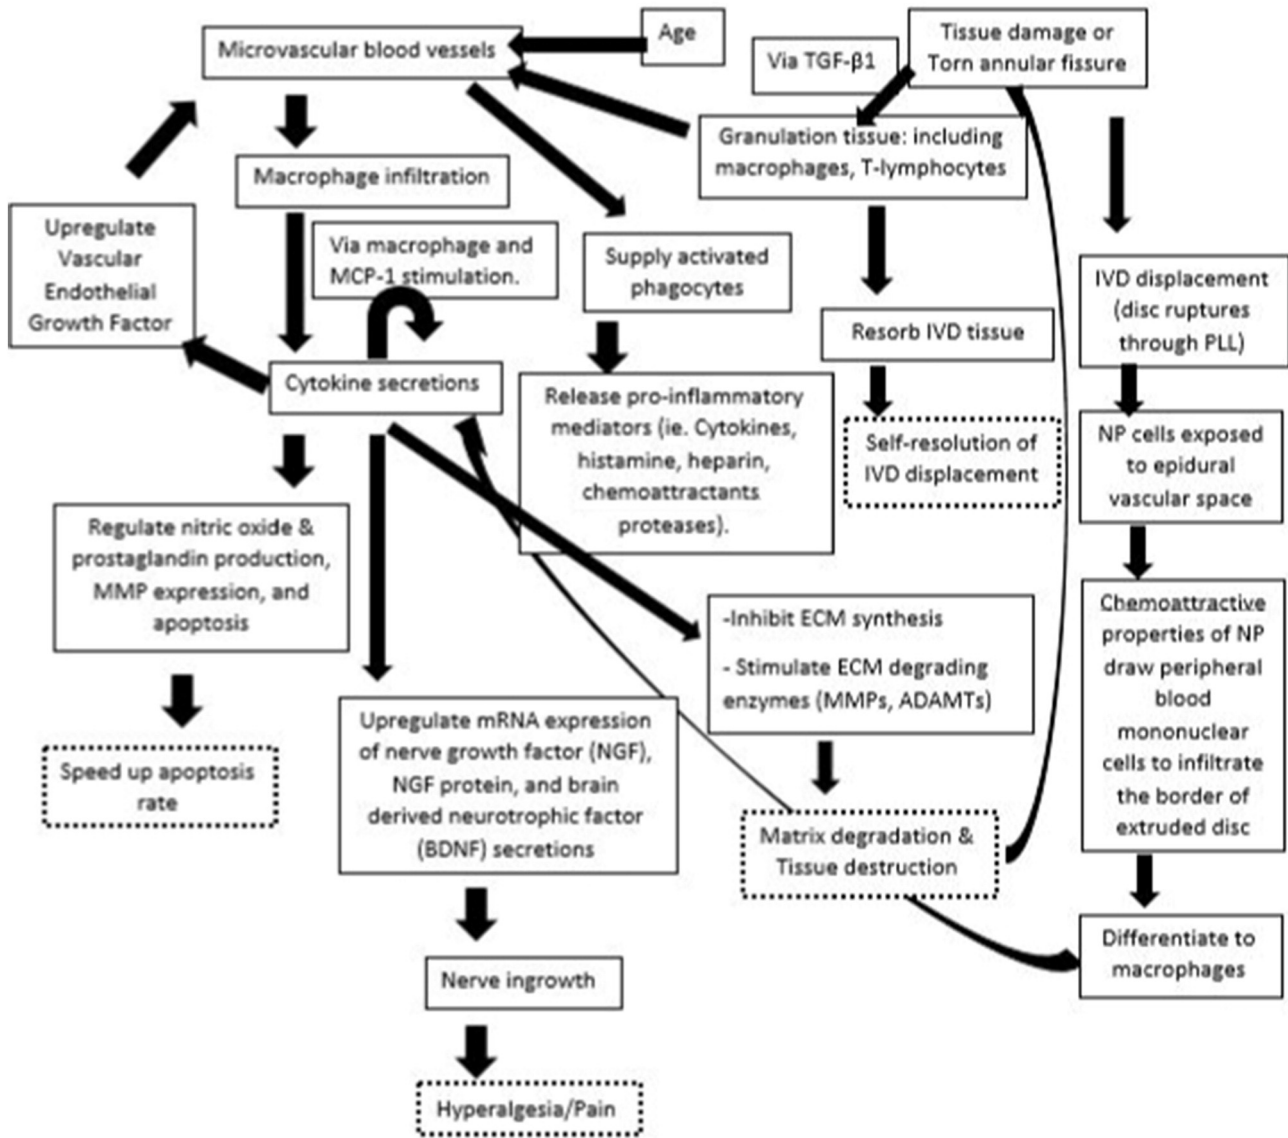 Microvascular blood vessels
Age
Via TGF-β1
Tissue damage or
Torn annular fissure
Granulation tissue: including
macrophages, T-lymphocytes
Macrophage infiltration
Upregulate
Vascular
Endothelial
Growth Factor
Via macrophage and
MCP-1 stimulation.
Supply activated
phagocytes
IVD displacement
(disc ruptures
through PLL)
Resorb IVD tissue
Cytokine secretions
Release pro-inflammatory
mediators (ie. Cytokines,
histamine, heparin,
chemoattractants
proteases).
Self-resolution of
IVD displacement
NP cells exposed
to epidural
vascular space
Regulate nitric oxide &
prostaglandin production,
MMP expression, and
apoptosis
-Inhibit ECM synthesis
- Stimulate ECM degrading
enzymes (MMPs, ADAMTs)
Chemoattractive
properties of NP
draw peripheral
blood
mononuclear
cells to infiltrate
the border of
extruded disc
Upregulate mRNA expression
of nerve growth factor (NGF),
NGF protein, and brain
derived neurotrophic factor
(BDNF) secretions
Speed up apoptosis
rate
Matrix degradation &
Tissue destruction
Differentiate to
macrophages
Nerve ingrowth
Hyperalgesia/Pain